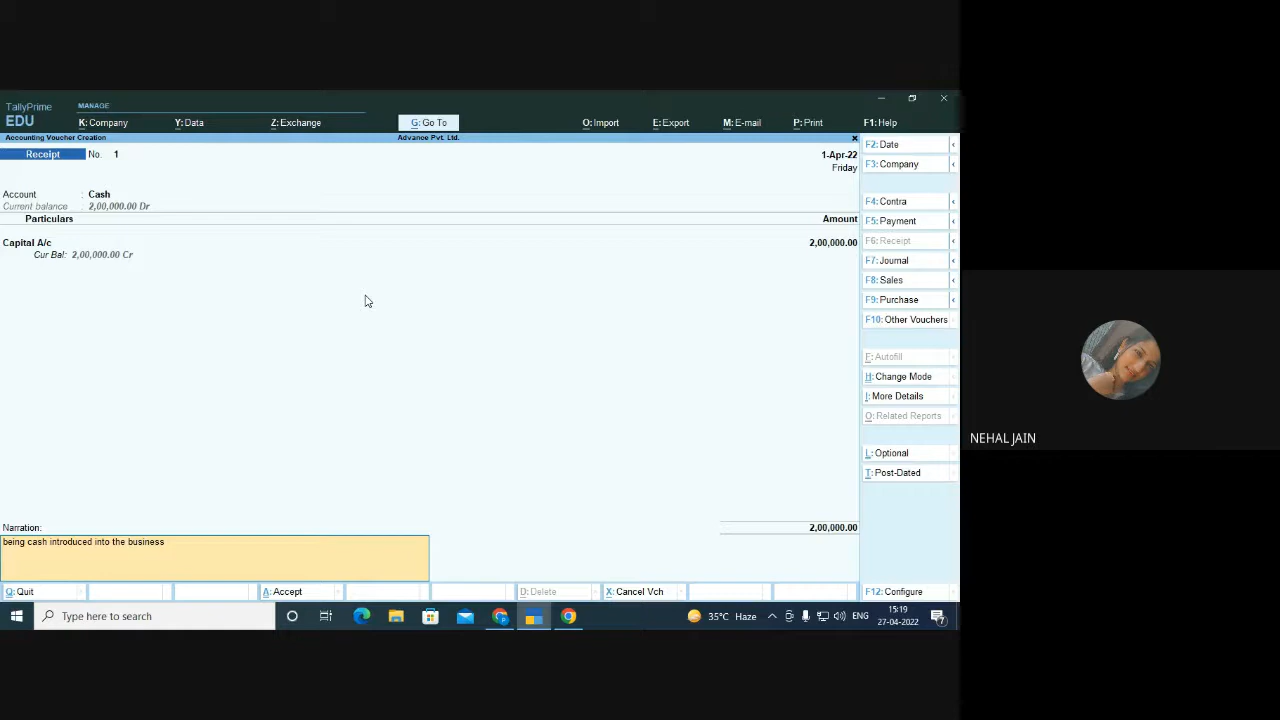 TallyPrime
EDU
MANAGE
K: Company Y: Data Z: Exchange G: Go To O: Import E: Export M: E-mail P: Print F1: Help
Accounting Voucher Creation Advance Pvt. Ltd.
Receipt No. 1 1-Apr-22
Friday
Account : Cash
Current balance : 2,00,000.00 Dr
Particulars Amount
Capital A/c 2,00,000.00
Cur Bal: 2,00,000.00 Cr
Narration: 2,00,000.00
being cash introduced into the business
Q: Quit A: Accept D: Delete X: Cancel Vch F12: Configure
F2: Date
F3: Company
F4: Contra
F5: Payment
F6: Receipt
F7: Journal
F8: Sales
F9: Purchase
F10: Other Vouchers
F: Autofill
H: Change Mode
I: More Details
O: Related Reports
L: Optional
T: Post-Dated
NEHAL JAIN
Type here to search 35°C Haze ENG 15:19
27-04-2022
7